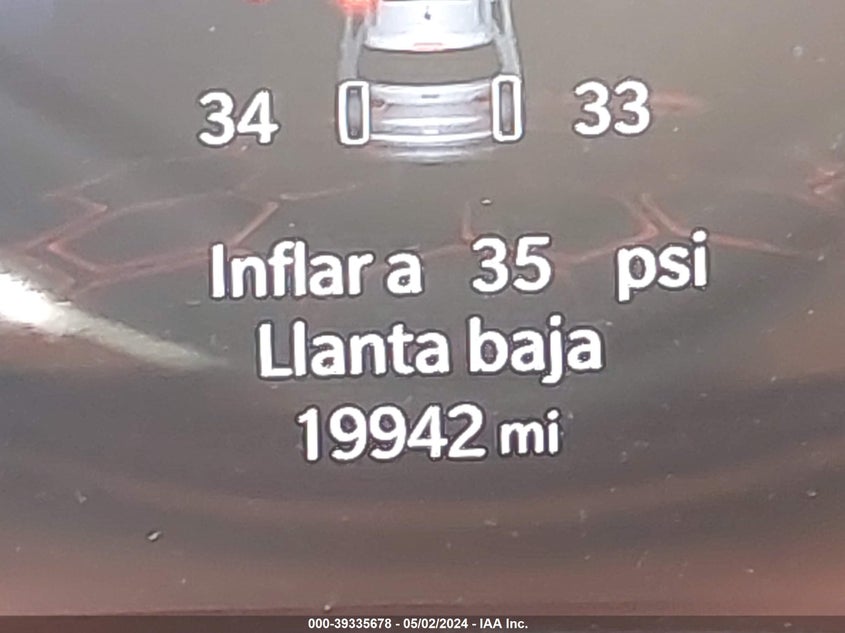 34 33
Inflar a 35 psi
Llanta baja
19942 mi
000-39335678 - 05/02/2024 - IAA Inc.